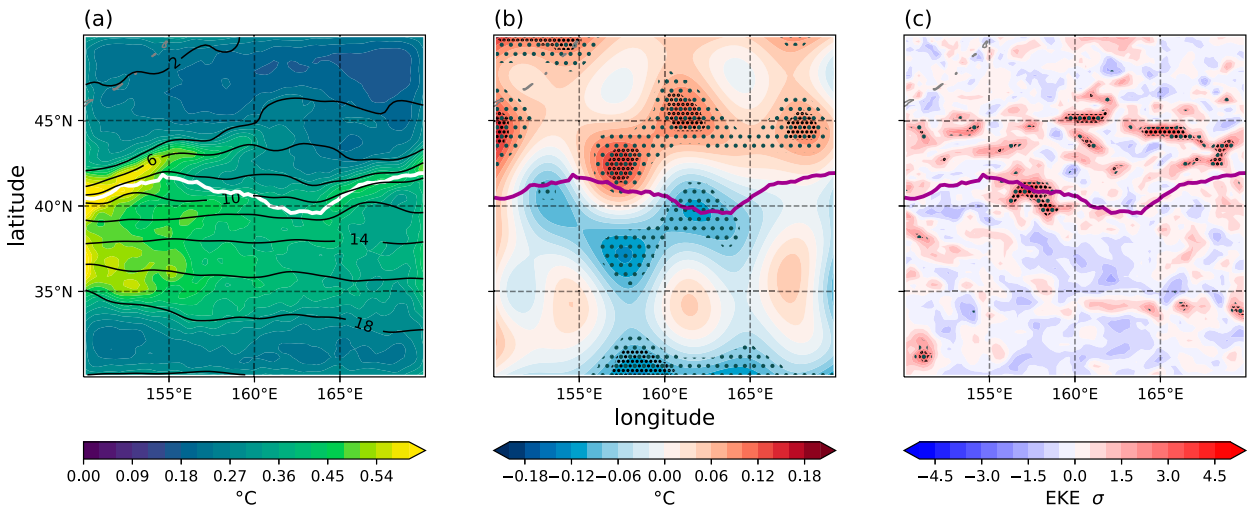 (a)
(b)
(c)
latitude
45°N
40°N
35°N
2
6
10
14
18
155°E
160°E
165°E
155°E
160°E
165°E
155°E
160°E
165°E
longitude
0.00 0.09 0.18 0.27 0.36 0.45 0.54
°C
−0.18 −0.12 −0.06 0.00 0.06 0.12 0.18
°C
−4.5 −3.0 −1.5 0.0 1.5 3.0 4.5
EKE σ